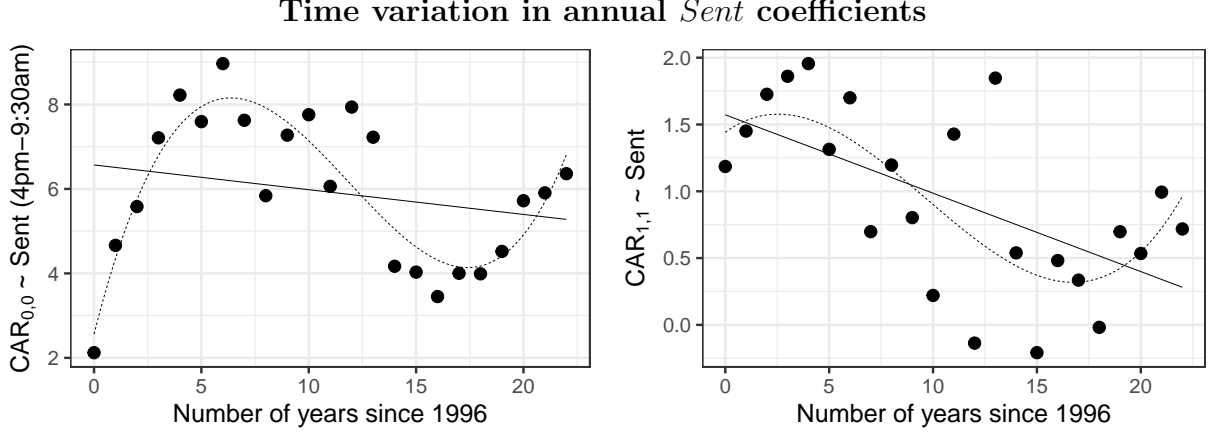 Time variation in annual Sent coefficients
CAR0,0 ~ Sent (4pm–9:30am)
8
6
4
2
0 5 10 15 20
Number of years since 1996
CAR1,1 ~ Sent
2.0
1.5
1.0
0.5
0.0
0 5 10 15 20
Number of years since 1996